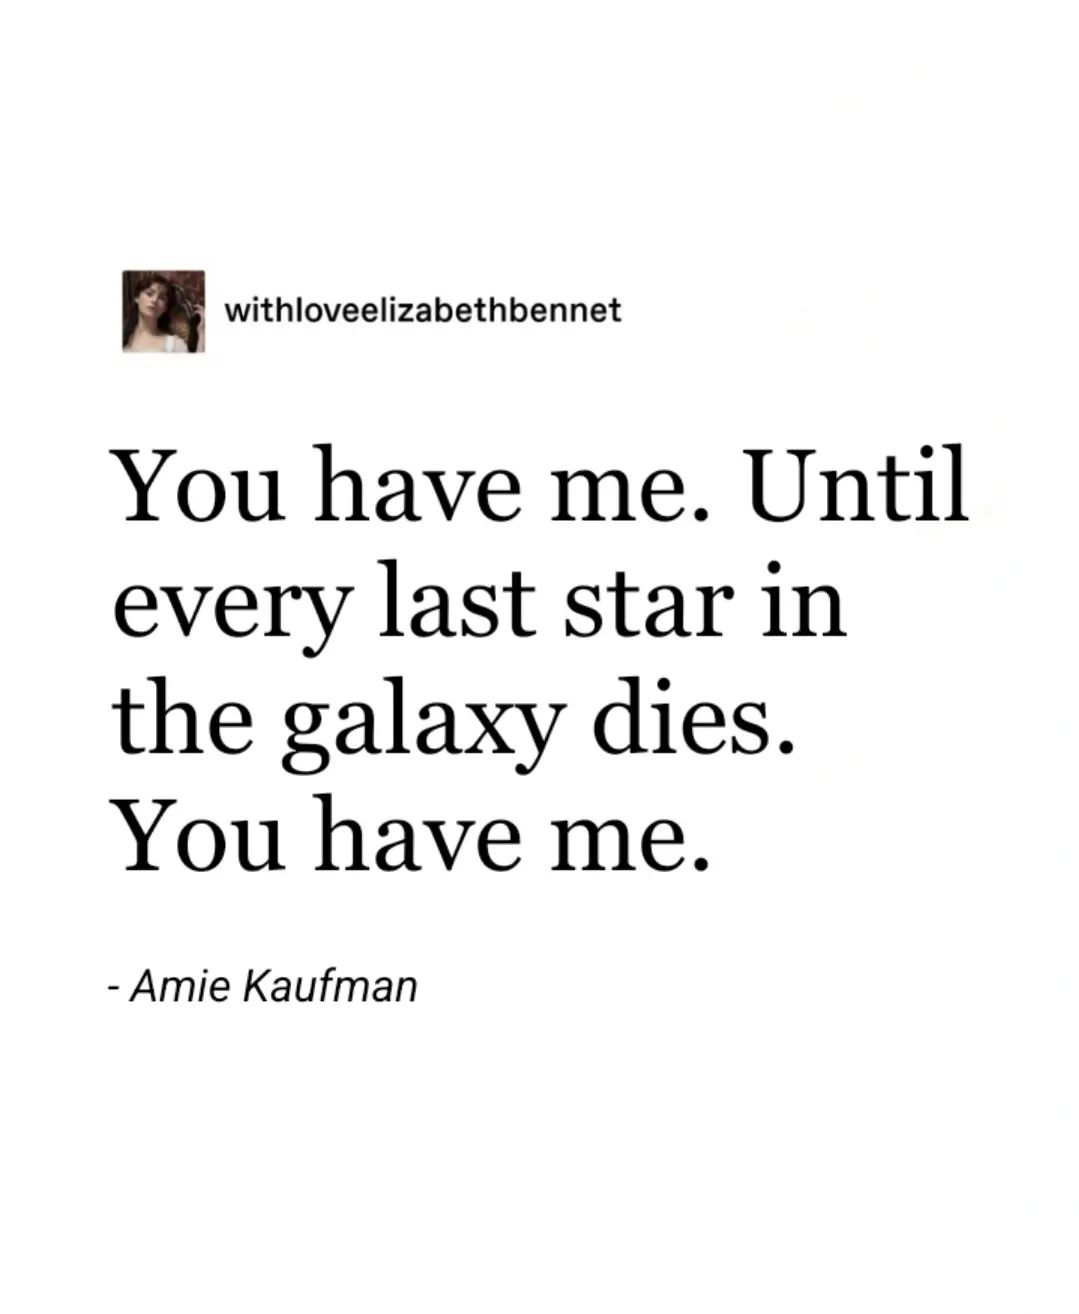 withloveelizabethbennet
You have me. Until
every last star in
the galaxy dies.
You have me.
- Amie Kaufman